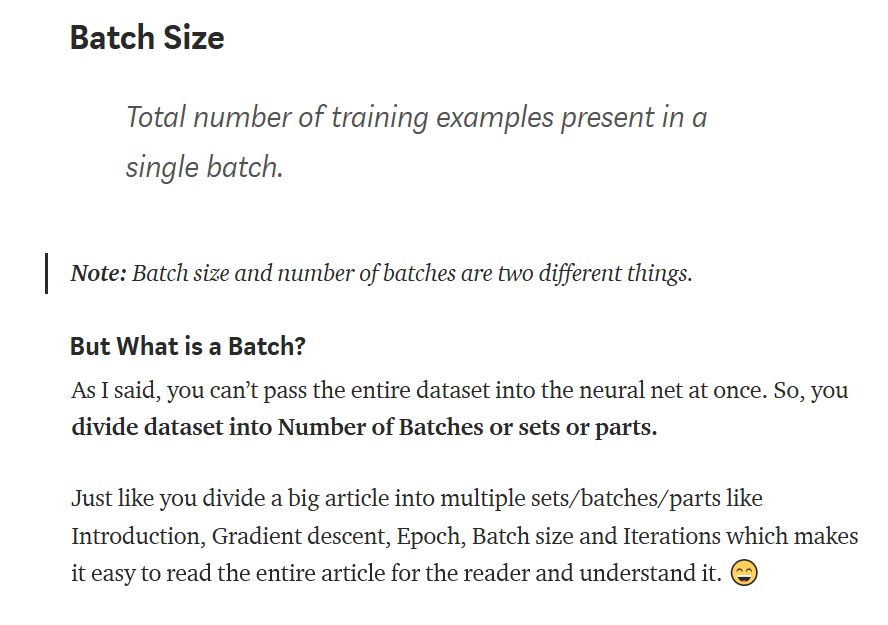 Batch Size
Total number of training examples present in a
single batch.
Note: Batch size and number of batches are two different things.
But What is a Batch?
As I said, you can’t pass the entire dataset into the neural net at once. So, you
divide dataset into Number of Batches or sets or parts.
Just like you divide a big article into multiple sets/batches/parts like
Introduction, Gradient descent, Epoch, Batch size and Iterations which makes
it easy to read the entire article for the reader and understand it. 😄